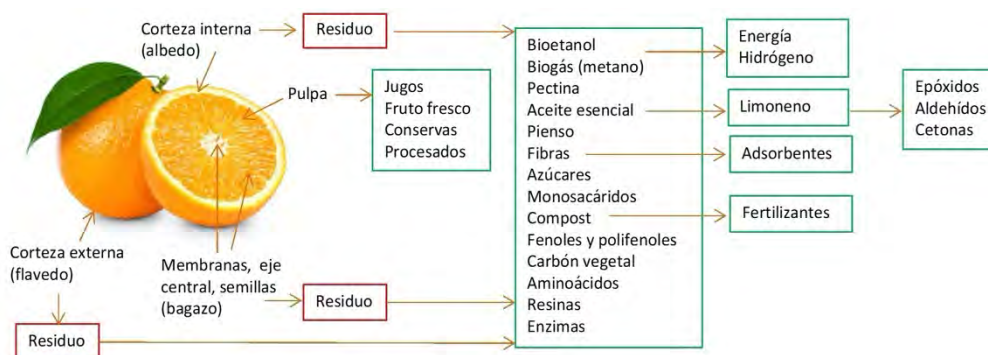 Corteza interna
(albedo)
Residuo
Pulpa
Jugos
Fruto fresco
Conservas
Procesados
Corteza externa
(flavedo)
Residuo
Membranas, eje
central, semillas
(bagazo)
Residuo
Bioetanol
Biogás (metano)
Pectina
Aceite esencial
Pienso
Fibras
Azúcares
Monosacáridos
Compost
Fenoles y polifenoles
Carbón vegetal
Aminoácidos
Resinas
Enzimas
Energía
Hidrógeno
Limoneno
Adsorbentes
Fertilizantes
Epóxidos
Aldehídos
Cetonas